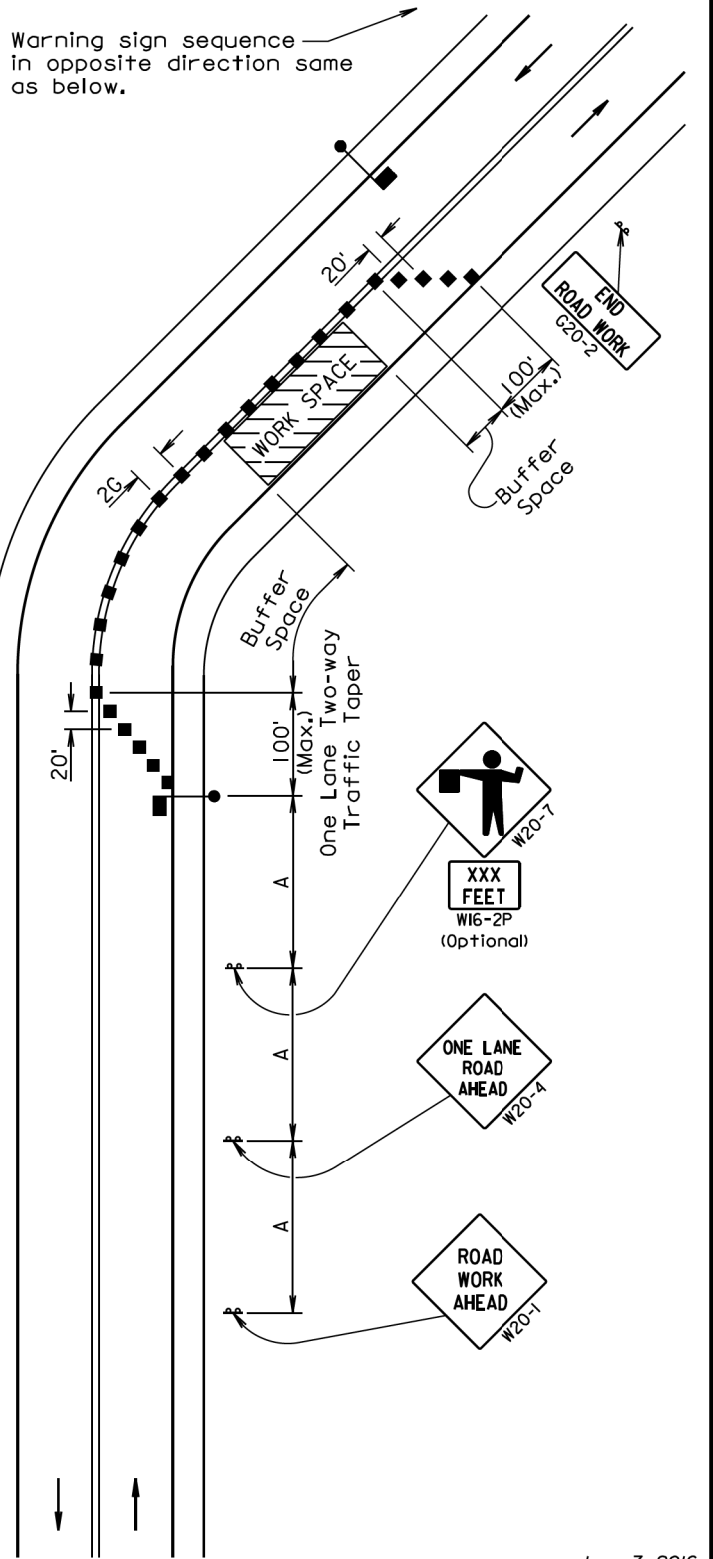 Warning sign sequence
in opposite direction same
as below.
20'
END
ROAD WORK
G20-2
100'
(Max.)
WORK SPACE
Buffer
Space
2G
Buffer
Space
20'
100'
(Max.)
One Lane Two-way
Traffic Taper
W20-7
XXX
FEET
W16-2P
(Optional)
A
A
ONE LANE
ROAD
AHEAD
W20-4
A
ROAD
WORK
AHEAD
W20-1